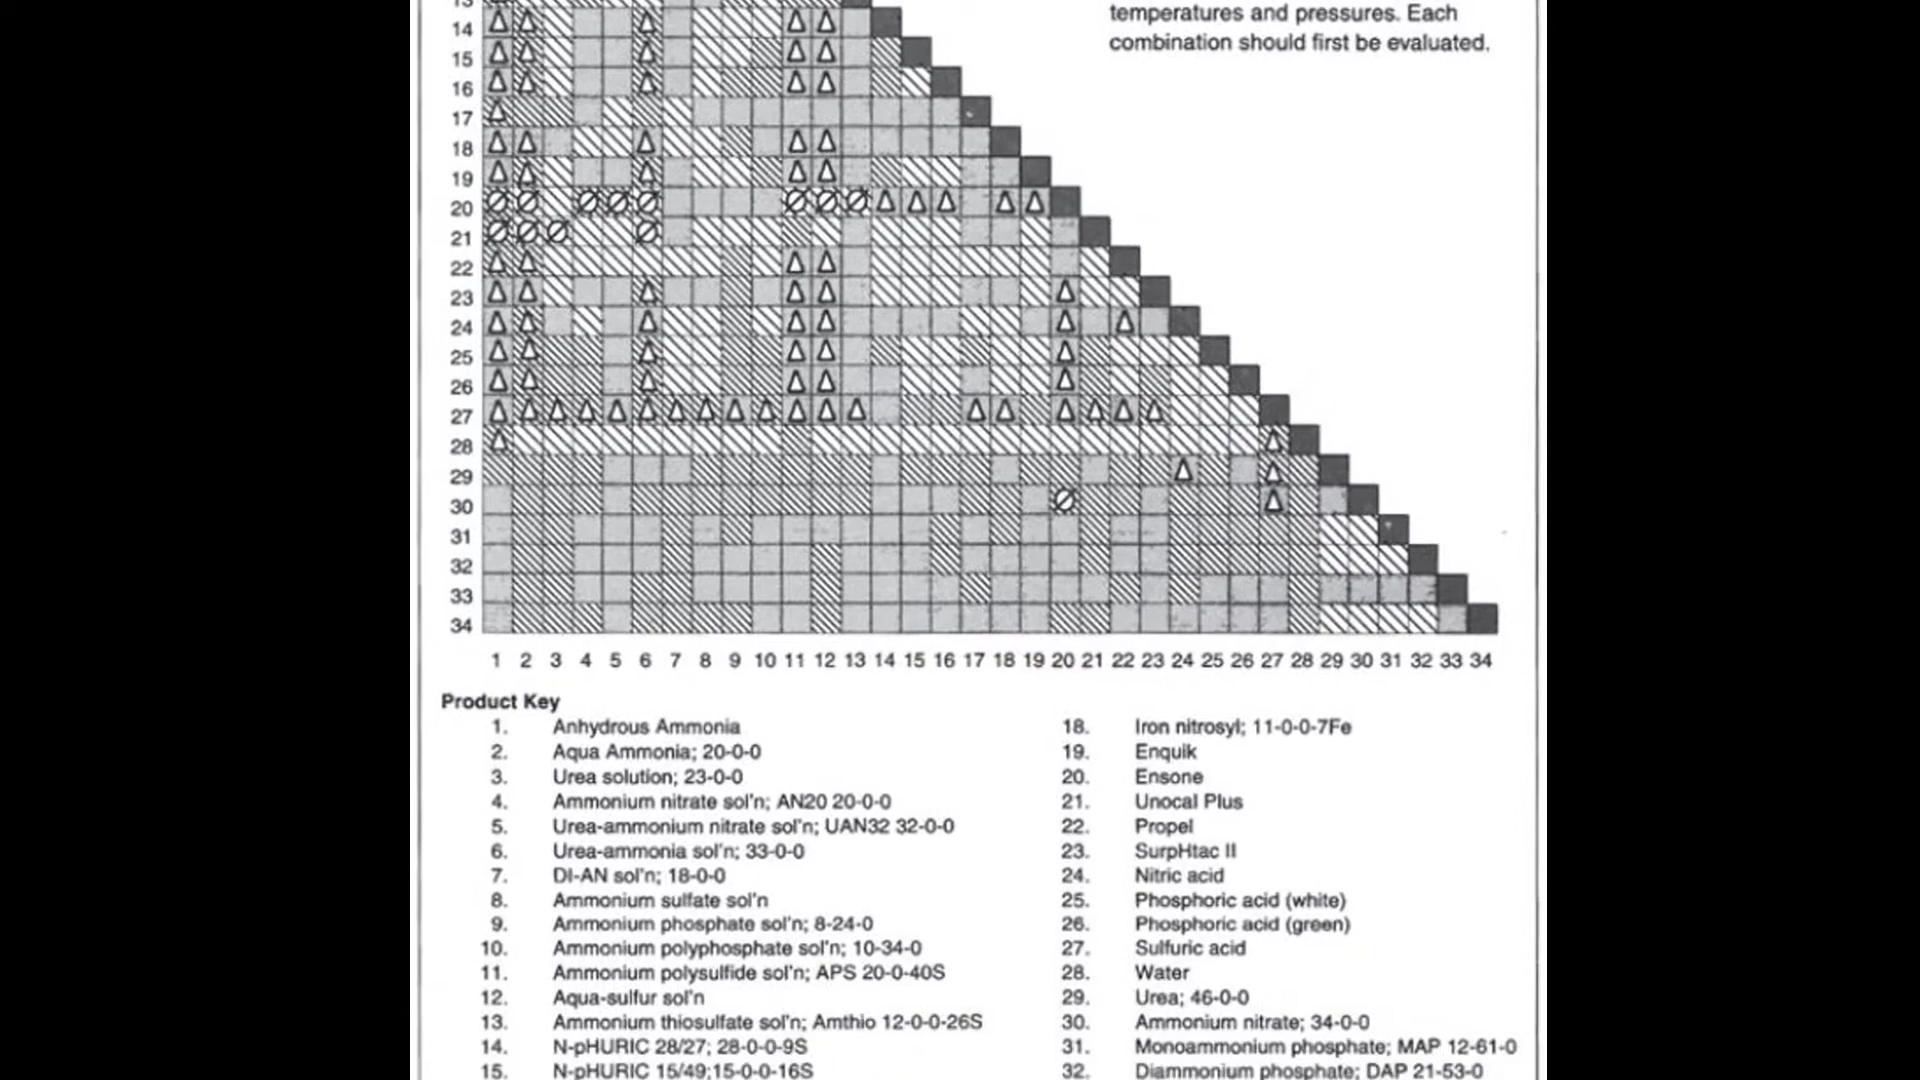 temperatures and pressures. Each
combination should first be evaluated.
14
15
16
17
18
19
20
21
22
23
24
25
26
27
28
29
30
31
32
33
34
1 2 3 4 5 6 7 8 9 10 11 12 13 14 15 16 17 18 19 20 21 22 23 24 25 26 27 28 29 30 31 32 33 34
Product Key
1. Anhydrous Ammonia
2. Aqua Ammonia; 20-0-0
3. Urea solution; 23-0-0
4. Ammonium nitrate sol'n; AN20 20-0-0
5. Urea-ammonium nitrate sol'n; UAN32 32-0-0
6. Urea-ammonia sol'n; 33-0-0
7. DI-AN sol'n; 18-0-0
8. Ammonium sulfate sol'n
9. Ammonium phosphate sol'n; 8-24-0
10. Ammonium polyphosphate sol'n; 10-34-0
11. Ammonium polysulfide sol'n; APS 20-0-40S
12. Aqua-sulfur sol'n
13. Ammonium thiosulfate sol'n; Amthio 12-0-0-26S
14. N-pHURIC 28/27; 28-0-0-9S
15. N-pHURIC 15/49;15-0-0-16S
18. Iron nitrosyl; 11-0-0-7Fe
19. Enquik
20. Ensone
21. Unocal Plus
22. Propel
23. SurpHtac II
24. Nitric acid
25. Phosphoric acid (white)
26. Phosphoric acid (green)
27. Sulfuric acid
28. Water
29. Urea; 46-0-0
30. Ammonium nitrate; 34-0-0
31. Monoammonium phosphate; MAP 12-61-0
32. Diammonium phosphate; DAP 21-53-0